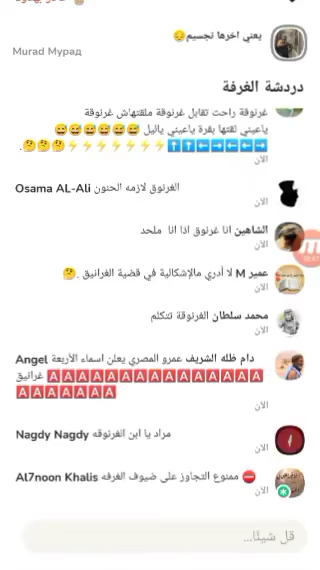 يعني اخرها تجسيم😔
Murad Мурад
دردشة الغرفة
غرنوقة راحت تقابل غرنوقة ملقتهاش غرنوقة
ياعيني لقتها بقرة ياعيني ياليل 😅😅😅😅😅😅
⚡⚡⚡⚡⚡⚡⚡⚡🤔🤔🤔.
الآن
Osama AL-Ali الغرنوق لازمه الحنون
الآن
الشاهين انا غرنوق اذا انا ملحد
الآن
عمير M لا أدري مالإشكالية في قضية الغرانيق .🤔
الآن
محمد سلطان الغرنوقة تتكلم
الآن
Angel دام ظله الشريف عمرو المصري يعلن اسماء الأربعة
غرانيق 🅰🅰🅰🅰🅰🅰🅰🅰🅰🅰🅰🅰🅰🅰🅰
🅰🅰🅰🅰🅰🅰🅰
الآن
Nagdy Nagdy مراد يا ابن الغرنوقه
الآن
Al7noon Khalis ممنوع التجاوز على ضيوف الغرفه ⛔
الآن
قل شيئًا...